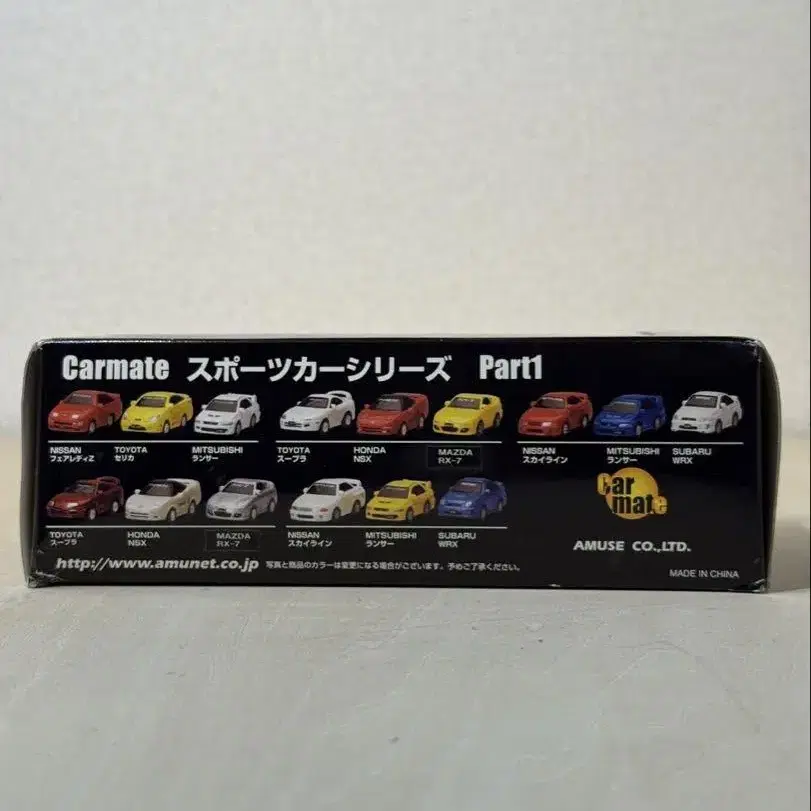 Carmate スポーツカーシリーズ Part1
NISSAN
フェアレディZ
TOYOTA
セリカ
MITSUBISHI
ランサー
TOYOTA
スープラ
HONDA
NSX
MAZDA
RX-7
NISSAN
スカイライン
MITSUBISHI
ランサー
SUBARU
WRX
TOYOTA
スープラ
HONDA
NSX
MAZDA
RX-7
NISSAN
スカイライン
MITSUBISHI
ランサー
SUBARU
WRX
Car
mate
AMUSE CO.,LTD.
http://www.amunet.co.jp 写真と商品のカラーは変更になる場合がございます。予めご了承ください。
MADE IN CHINA